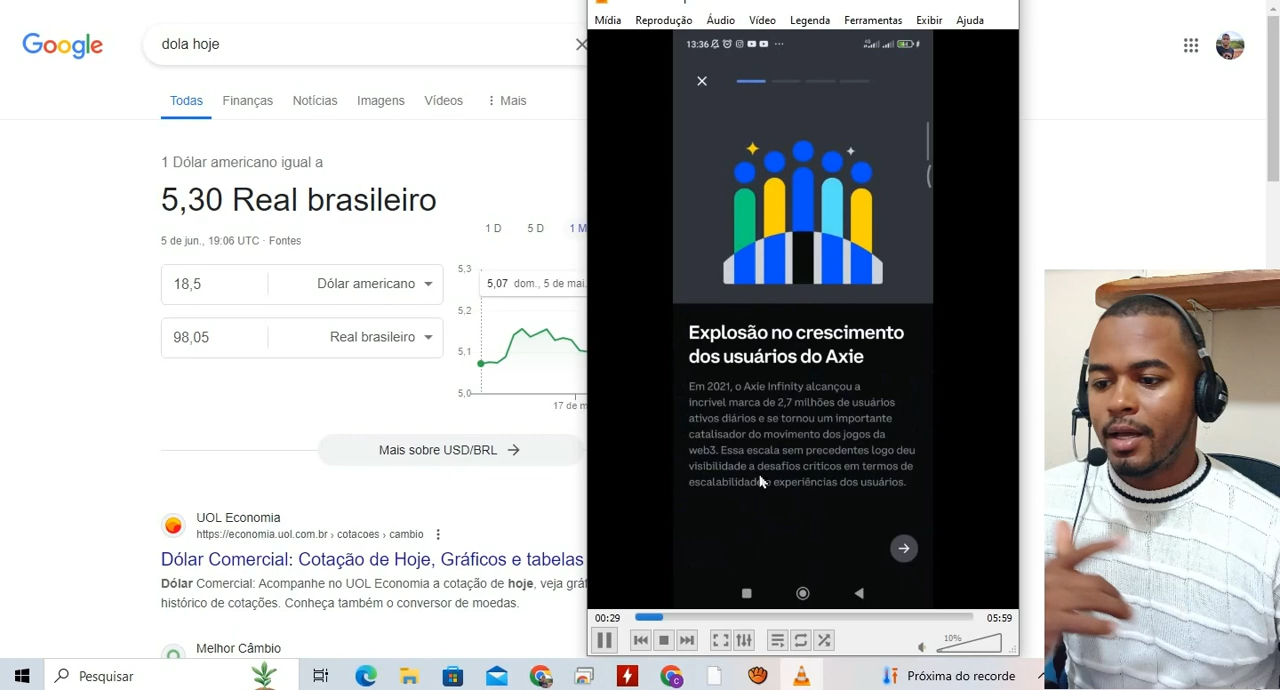 Google
dola hoje
Todas
Finanças
Notícias
Imagens
Vídeos
Mais
1 Dólar americano igual a
5,30 Real brasileiro
5 de jun., 19:06 UTC · Fontes
18,5
Dólar americano
98,05
Real brasileiro
1 D
5 D
1 M
5,3
5,2
5,1
5,0
5,07 dom., 5 de mai.
17 de m
Mais sobre USD/BRL
UOL Economia
https://economia.uol.com.br › cotacoes › cambio
Dólar Comercial: Cotação de Hoje, Gráficos e tabelas
Dólar Comercial: Acompanhe no UOL Economia a cotação de hoje, veja grá
histórico de cotações. Conheça também o conversor de moedas.
Melhor Câmbio
Mídia
Reprodução
Áudio
Vídeo
Legenda
Ferramentas
Exibir
Ajuda
13:36
Explosão no crescimento
dos usuários do Axie
Em 2021, o Axie Infinity alcançou a
incrível marca de 2,7 milhões de usuários
ativos diários e se tornou um importante
catalisador do movimento dos jogos da
web3. Essa escala sem precedentes logo deu
visibilidade a desafios críticos em termos de
escalabilidade e experiências dos usuários.
00:29
05:59
10%
Pesquisar
Próxima do recorde